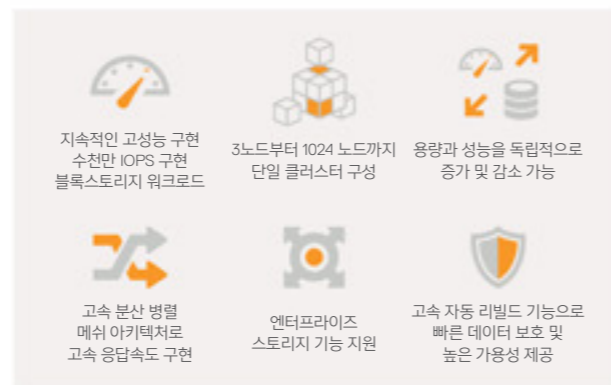 지속적인 고성능 구현
수천만 IOPS 구현
블록스토리지 워크로드
3노드부터 1024 노드까지
단일 클러스터 구성
용량과 성능을 독립적으로
증가 및 감소 가능
고속 분산 병렬
메쉬 아키텍처로
고속 응답속도 구현
엔터프라이즈
스토리지 기능 지원
고속 자동 리빌드 기능으로
빠른 데이터 보호 및
높은 가용성 제공